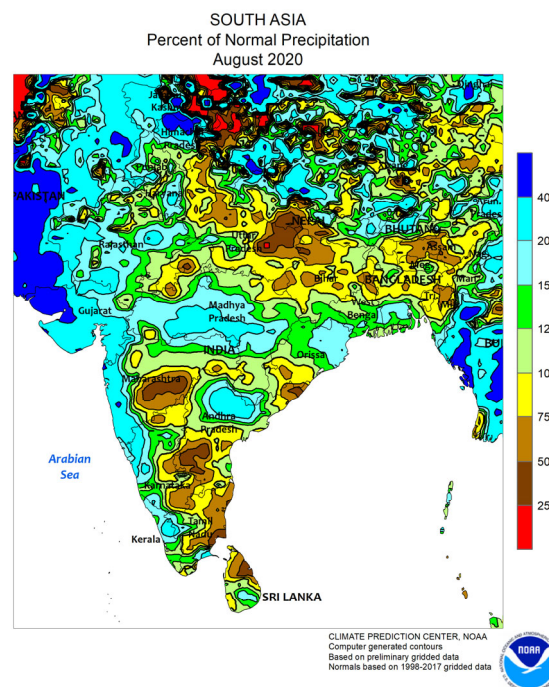 SOUTH ASIA
Percent of Normal Precipitation
August 2020
Kash
Himac
Prades
PAKISTAN
NEPAL
BHUTAN
Uttar
Pradesh
Rajasthan
Assam
Bihar
BANGLADESH
West
Bengal
Gujarat
Madhya
Pradesh
INDIA
Orissa
Maharashtra
Andhra
Pradesh
Arabian
Sea
Karnataka
Tamil
Nadu
Kerala
SRI LANKA
40
20
15
12
10
75
50
25
CLIMATE PREDICTION CENTER, NOAA
Computer generated contours
Based on preliminary gridded data
Normals based on 1998-2017 gridded data
NOAA